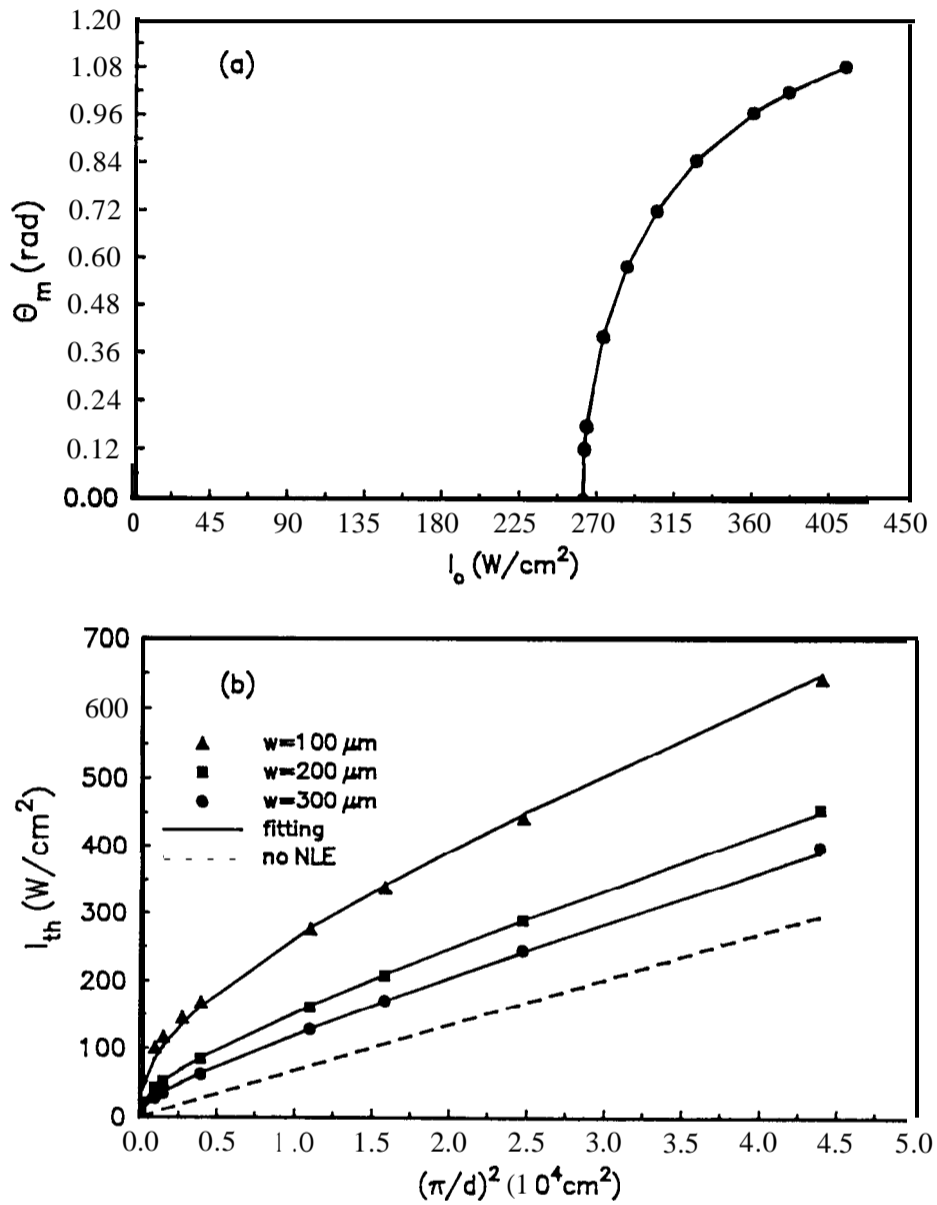 1.20
(a)
1.08
0.96
0.84
0.72
0.60
0.48
0.36
0.24
0.12
0.00
Θm (rad)
0 45 90 135 180 225 270 315 360 405 450
Io (W/cm²)
700
(b)
600
500
400
300
200
100
0
w=100 μm
w=200 μm
w=300 μm
fitting
no NLE
Ith (W/cm²)
0.0 0.5 1.0 1.5 2.0 2.5 3.0 3.5 4.0 4.5 5.0
(π/d)² (10⁴cm²)